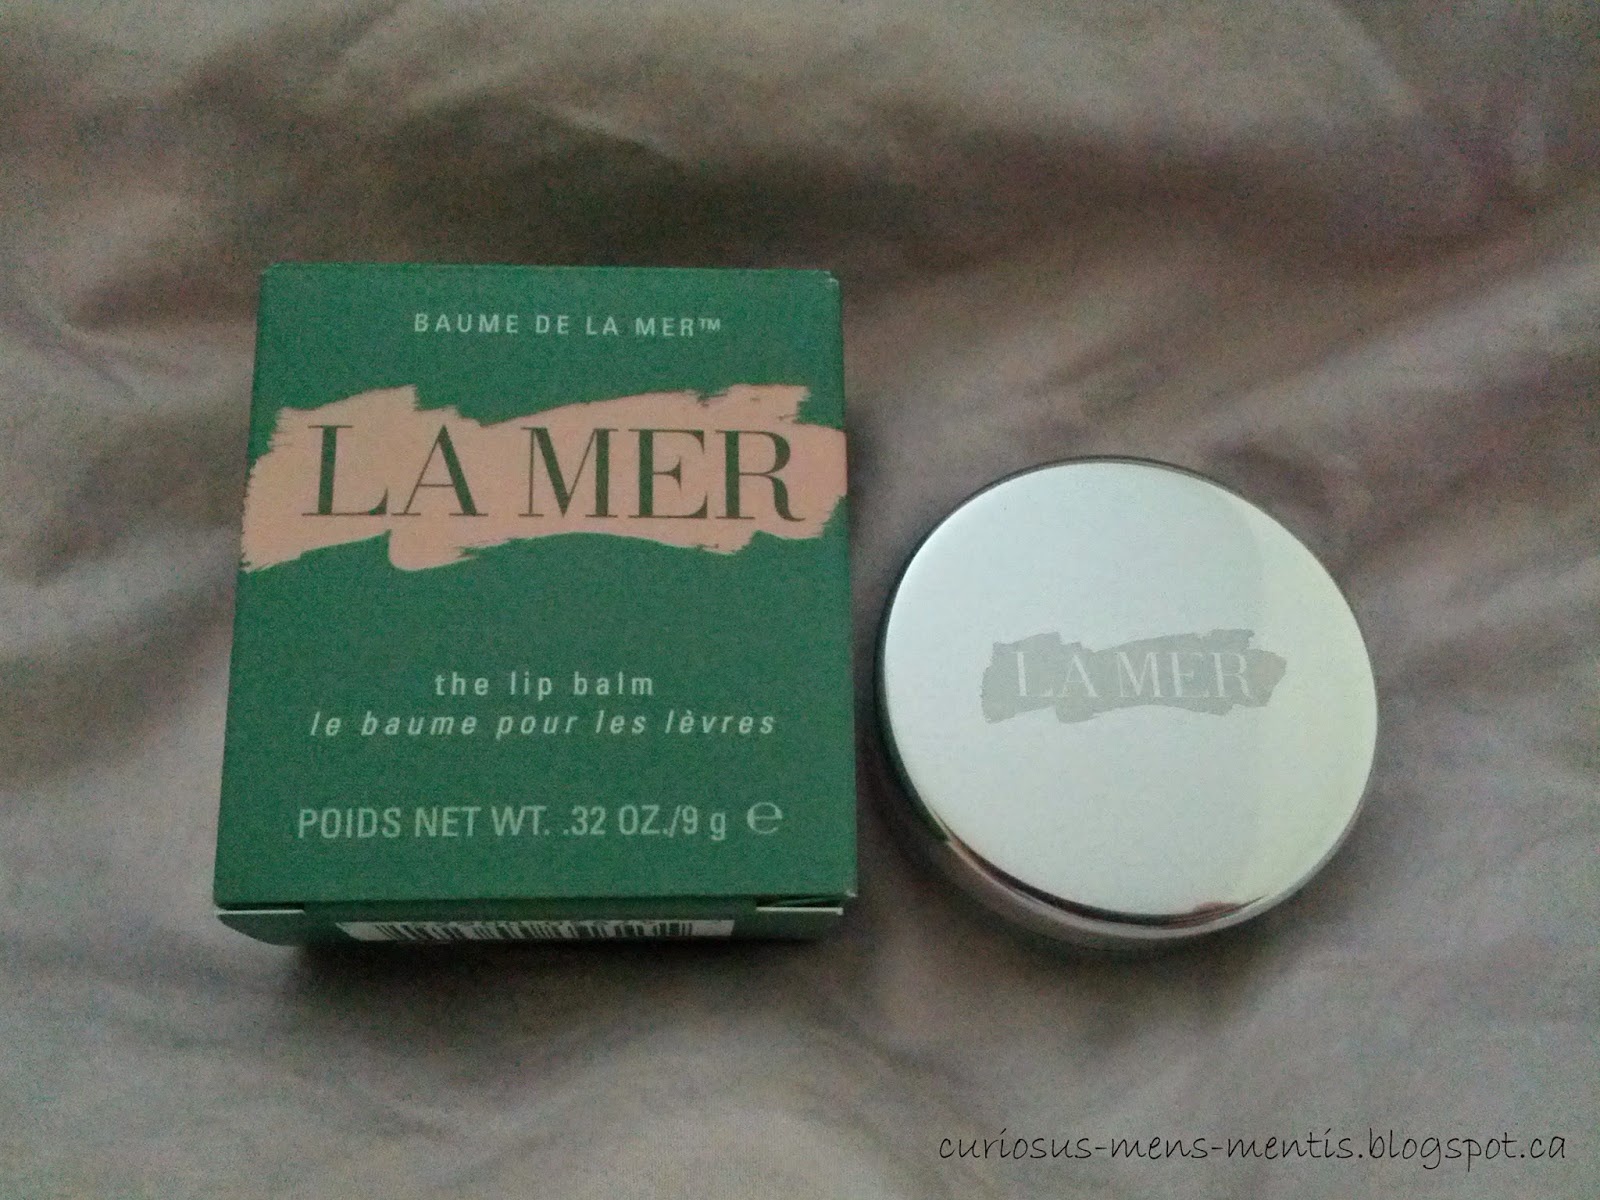 BAUME DE LA MER™
LA MER
the lip balm
le baume pour les lèvres
POIDS NET WT. .32 OZ./9 g ℮
LA MER
curiosus-mens-mentis.blogspot.ca